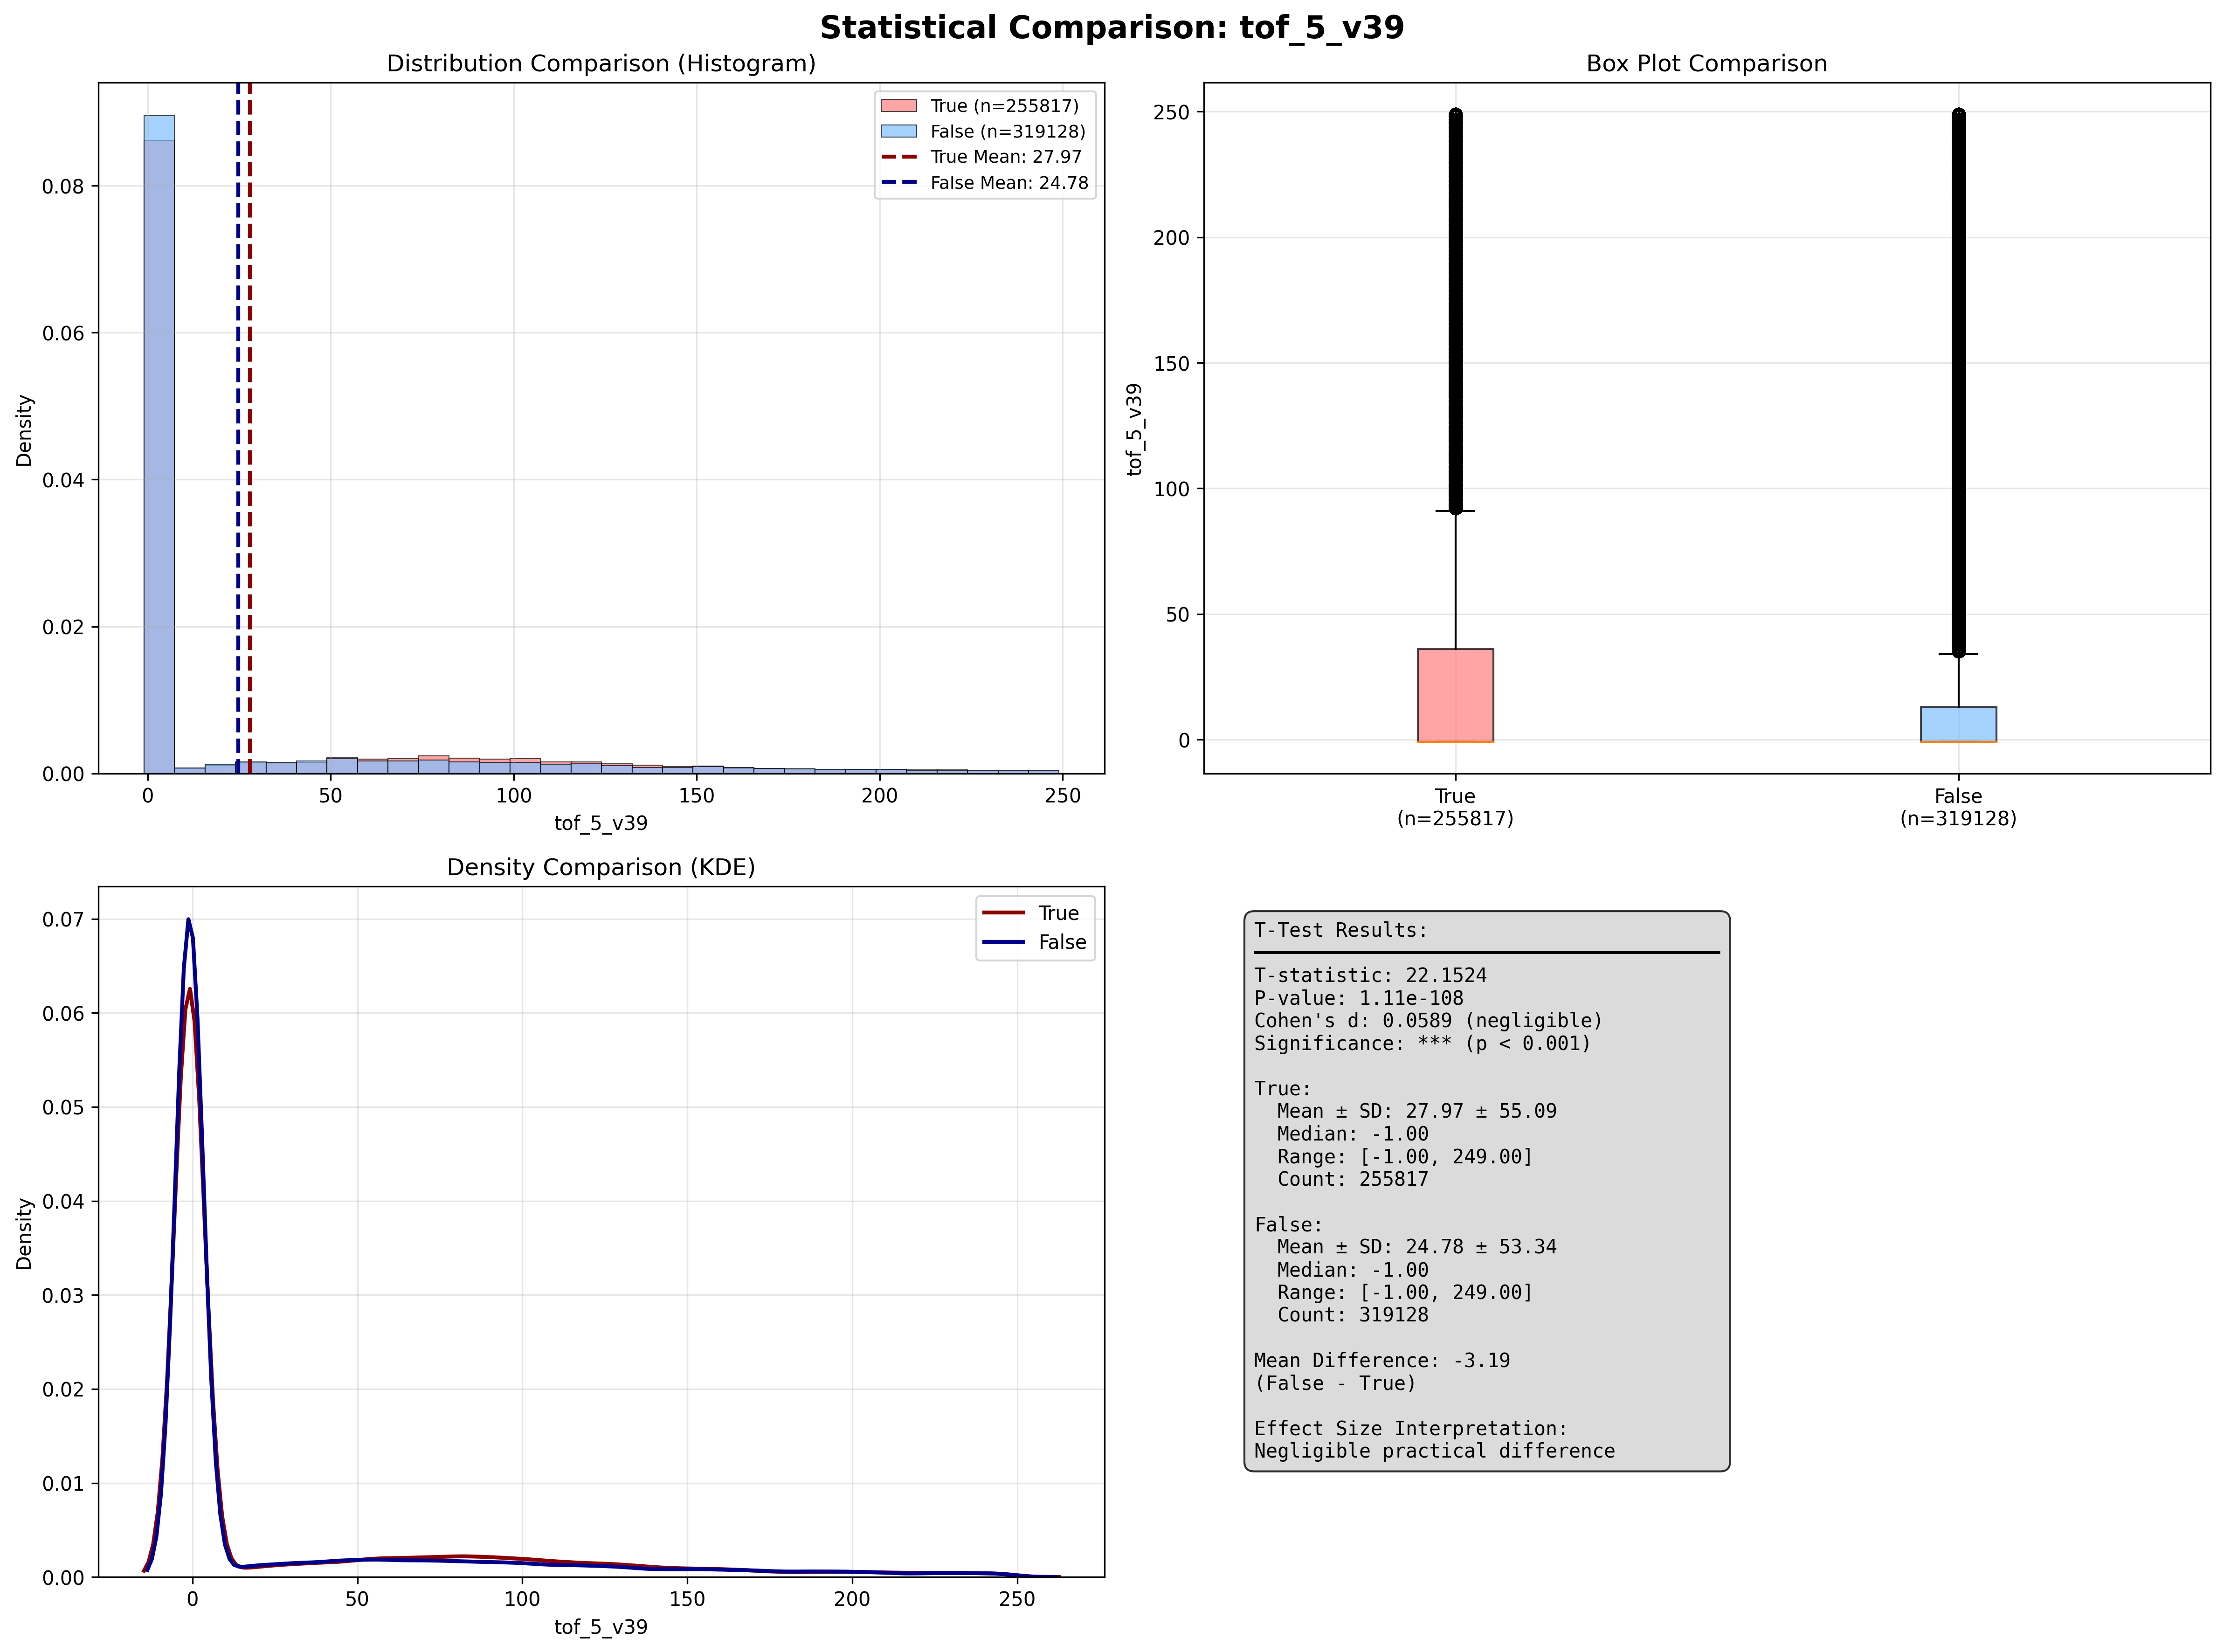 Statistical Comparison: tof_5_v39
Distribution Comparison (Histogram)
Density
0.08
0.06
0.04
0.02
0.00
True (n=255817)
False (n=319128)
True Mean: 27.97
False Mean: 24.78
0 50 100 150 200 250
tof_5_v39
Box Plot Comparison
tof_5_v39
250
200
150
100
50
0
True
(n=255817)
False
(n=319128)
Density Comparison (KDE)
Density
0.07
0.06
0.05
0.04
0.03
0.02
0.01
0.00
True
False
0 50 100 150 200 250
tof_5_v39
T-Test Results:
T-statistic: 22.1524
P-value: 1.11e-108
Cohen's d: 0.0589 (negligible)
Significance: *** (p < 0.001)
True:
Mean ± SD: 27.97 ± 55.09
Median: -1.00
Range: [-1.00, 249.00]
Count: 255817
False:
Mean ± SD: 24.78 ± 53.34
Median: -1.00
Range: [-1.00, 249.00]
Count: 319128
Mean Difference: -3.19
(False - True)
Effect Size Interpretation:
Negligible practical difference